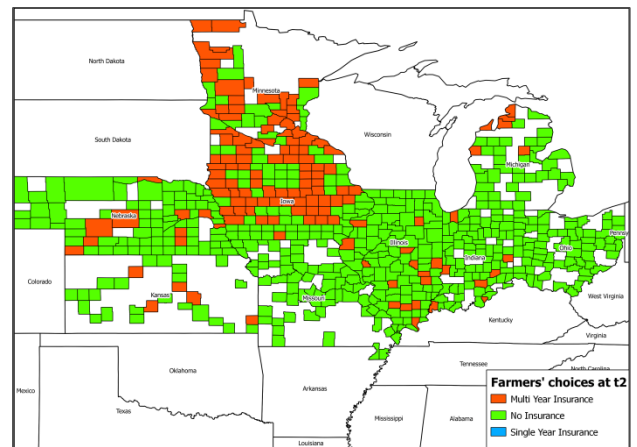 North Dakota
Minnesota
South Dakota
Wisconsin
Michigan
Iowa
Nebraska
Illinois
Indiana
Ohio
Colorado
Kansas
Missouri
West Virginia
Kentucky
Virginia
Oklahoma
Tennessee
North Carolina
Arkansas
Mexico
Texas
Mississippi
Alabama
Louisiana
Farmers' choices at t2
Multi Year Insurance
No Insurance
Single Year Insurance